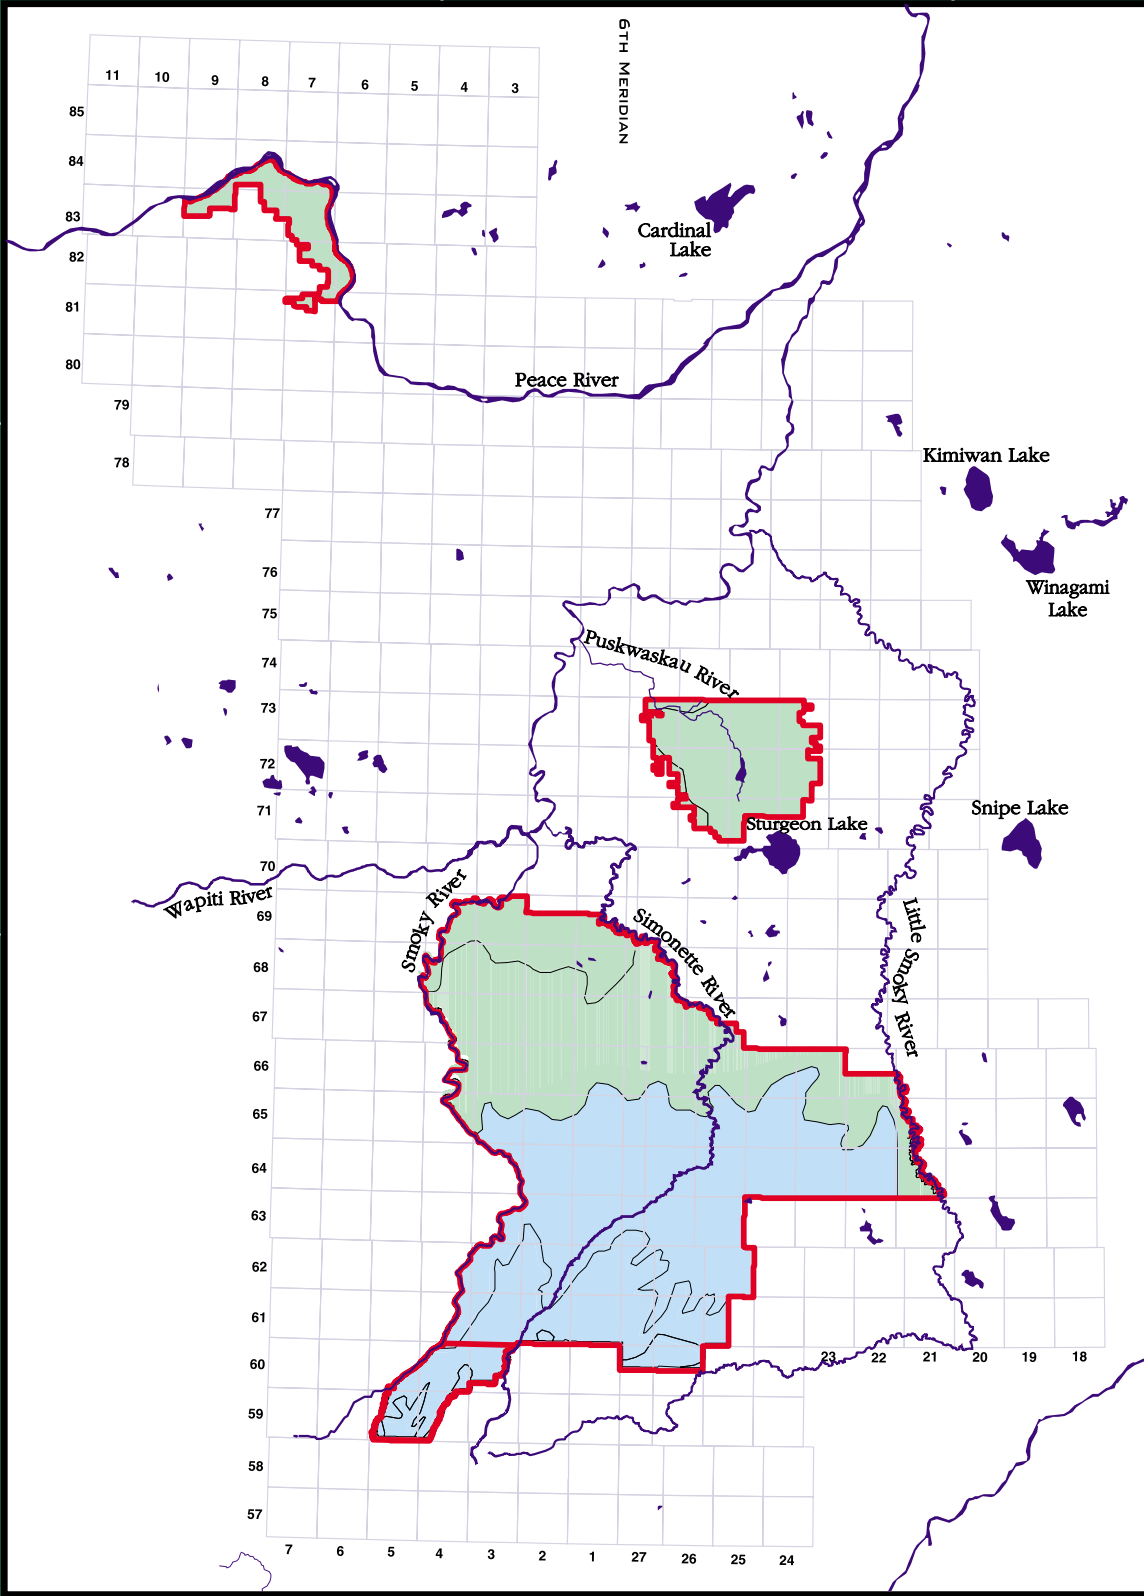 6TH MERIDIAN
11 10 9 8 7 6 5 4 3
85
84
83
Cardinal
Lake
82
81
80
Peace River
79
Kimiwan Lake
78
77
76
Winagami
Lake
75
Puskwaskau River
74
73
72
71
Snipe Lake
Sturgeon Lake
70
Wapiti River
Smoky River
69
Simonette River
Little Smoky River
68
67
66
65
64
63
62
61
60
23 22 21 20 19 18
59
58
57
7 6 5 4 3 2 1 27 26 25 24